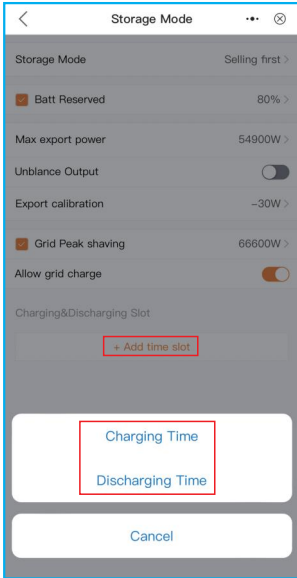 Storage Mode
Storage Mode Selling first >
Batt Reserved 80% >
Max export power 54900W >
Unblance Output
Export calibration -30W >
Grid Peak shaving 66600W >
Allow grid charge
Charging&Discharging Slot
+ Add time slot
Charging Time
Discharging Time
Cancel